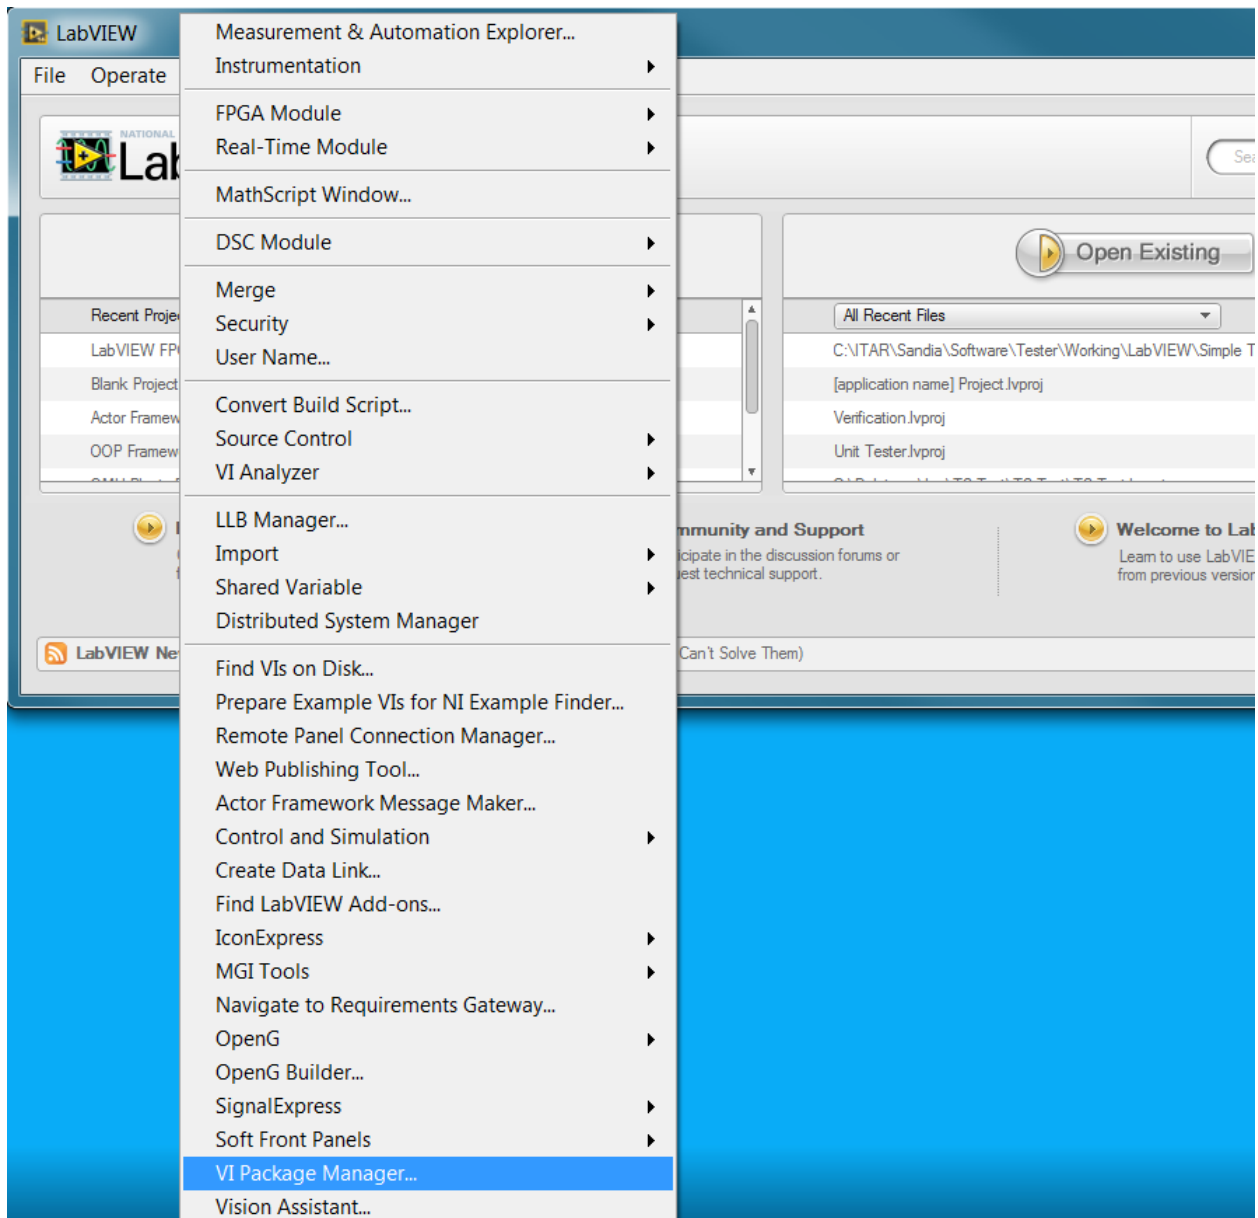 LabVIEW
File Operate
NATIONAL
Lab
Measurement & Automation Explorer...
Instrumentation
FPGA Module
Real-Time Module
MathScript Window...
DSC Module
Merge
Security
User Name...
Convert Build Script...
Source Control
VI Analyzer
LLB Manager...
Import
Shared Variable
Distributed System Manager
Find VIs on Disk...
Prepare Example VIs for NI Example Finder...
Remote Panel Connection Manager...
Web Publishing Tool...
Actor Framework Message Maker...
Control and Simulation
Create Data Link...
Find LabVIEW Add-ons...
IconExpress
MGI Tools
Navigate to Requirements Gateway...
OpenG
OpenG Builder...
SignalExpress
Soft Front Panels
VI Package Manager...
Vision Assistant...
Recent Proje
LabVIEW FP
Blank Project
Actor Framew
OOP Framew
LabVIEW Ne
Sea
Open Existing
All Recent Files
C:\ITAR\Sandia\Software\Tester\Working\LabVIEW\Simple T
[application name] Project.lvproj
Verification.lvproj
Unit Tester.lvproj
mmunity and Support
icipate in the discussion forums or
uest technical support.
Welcome to Lab
Learn to use LabVIE
from previous version
Can't Solve Them)